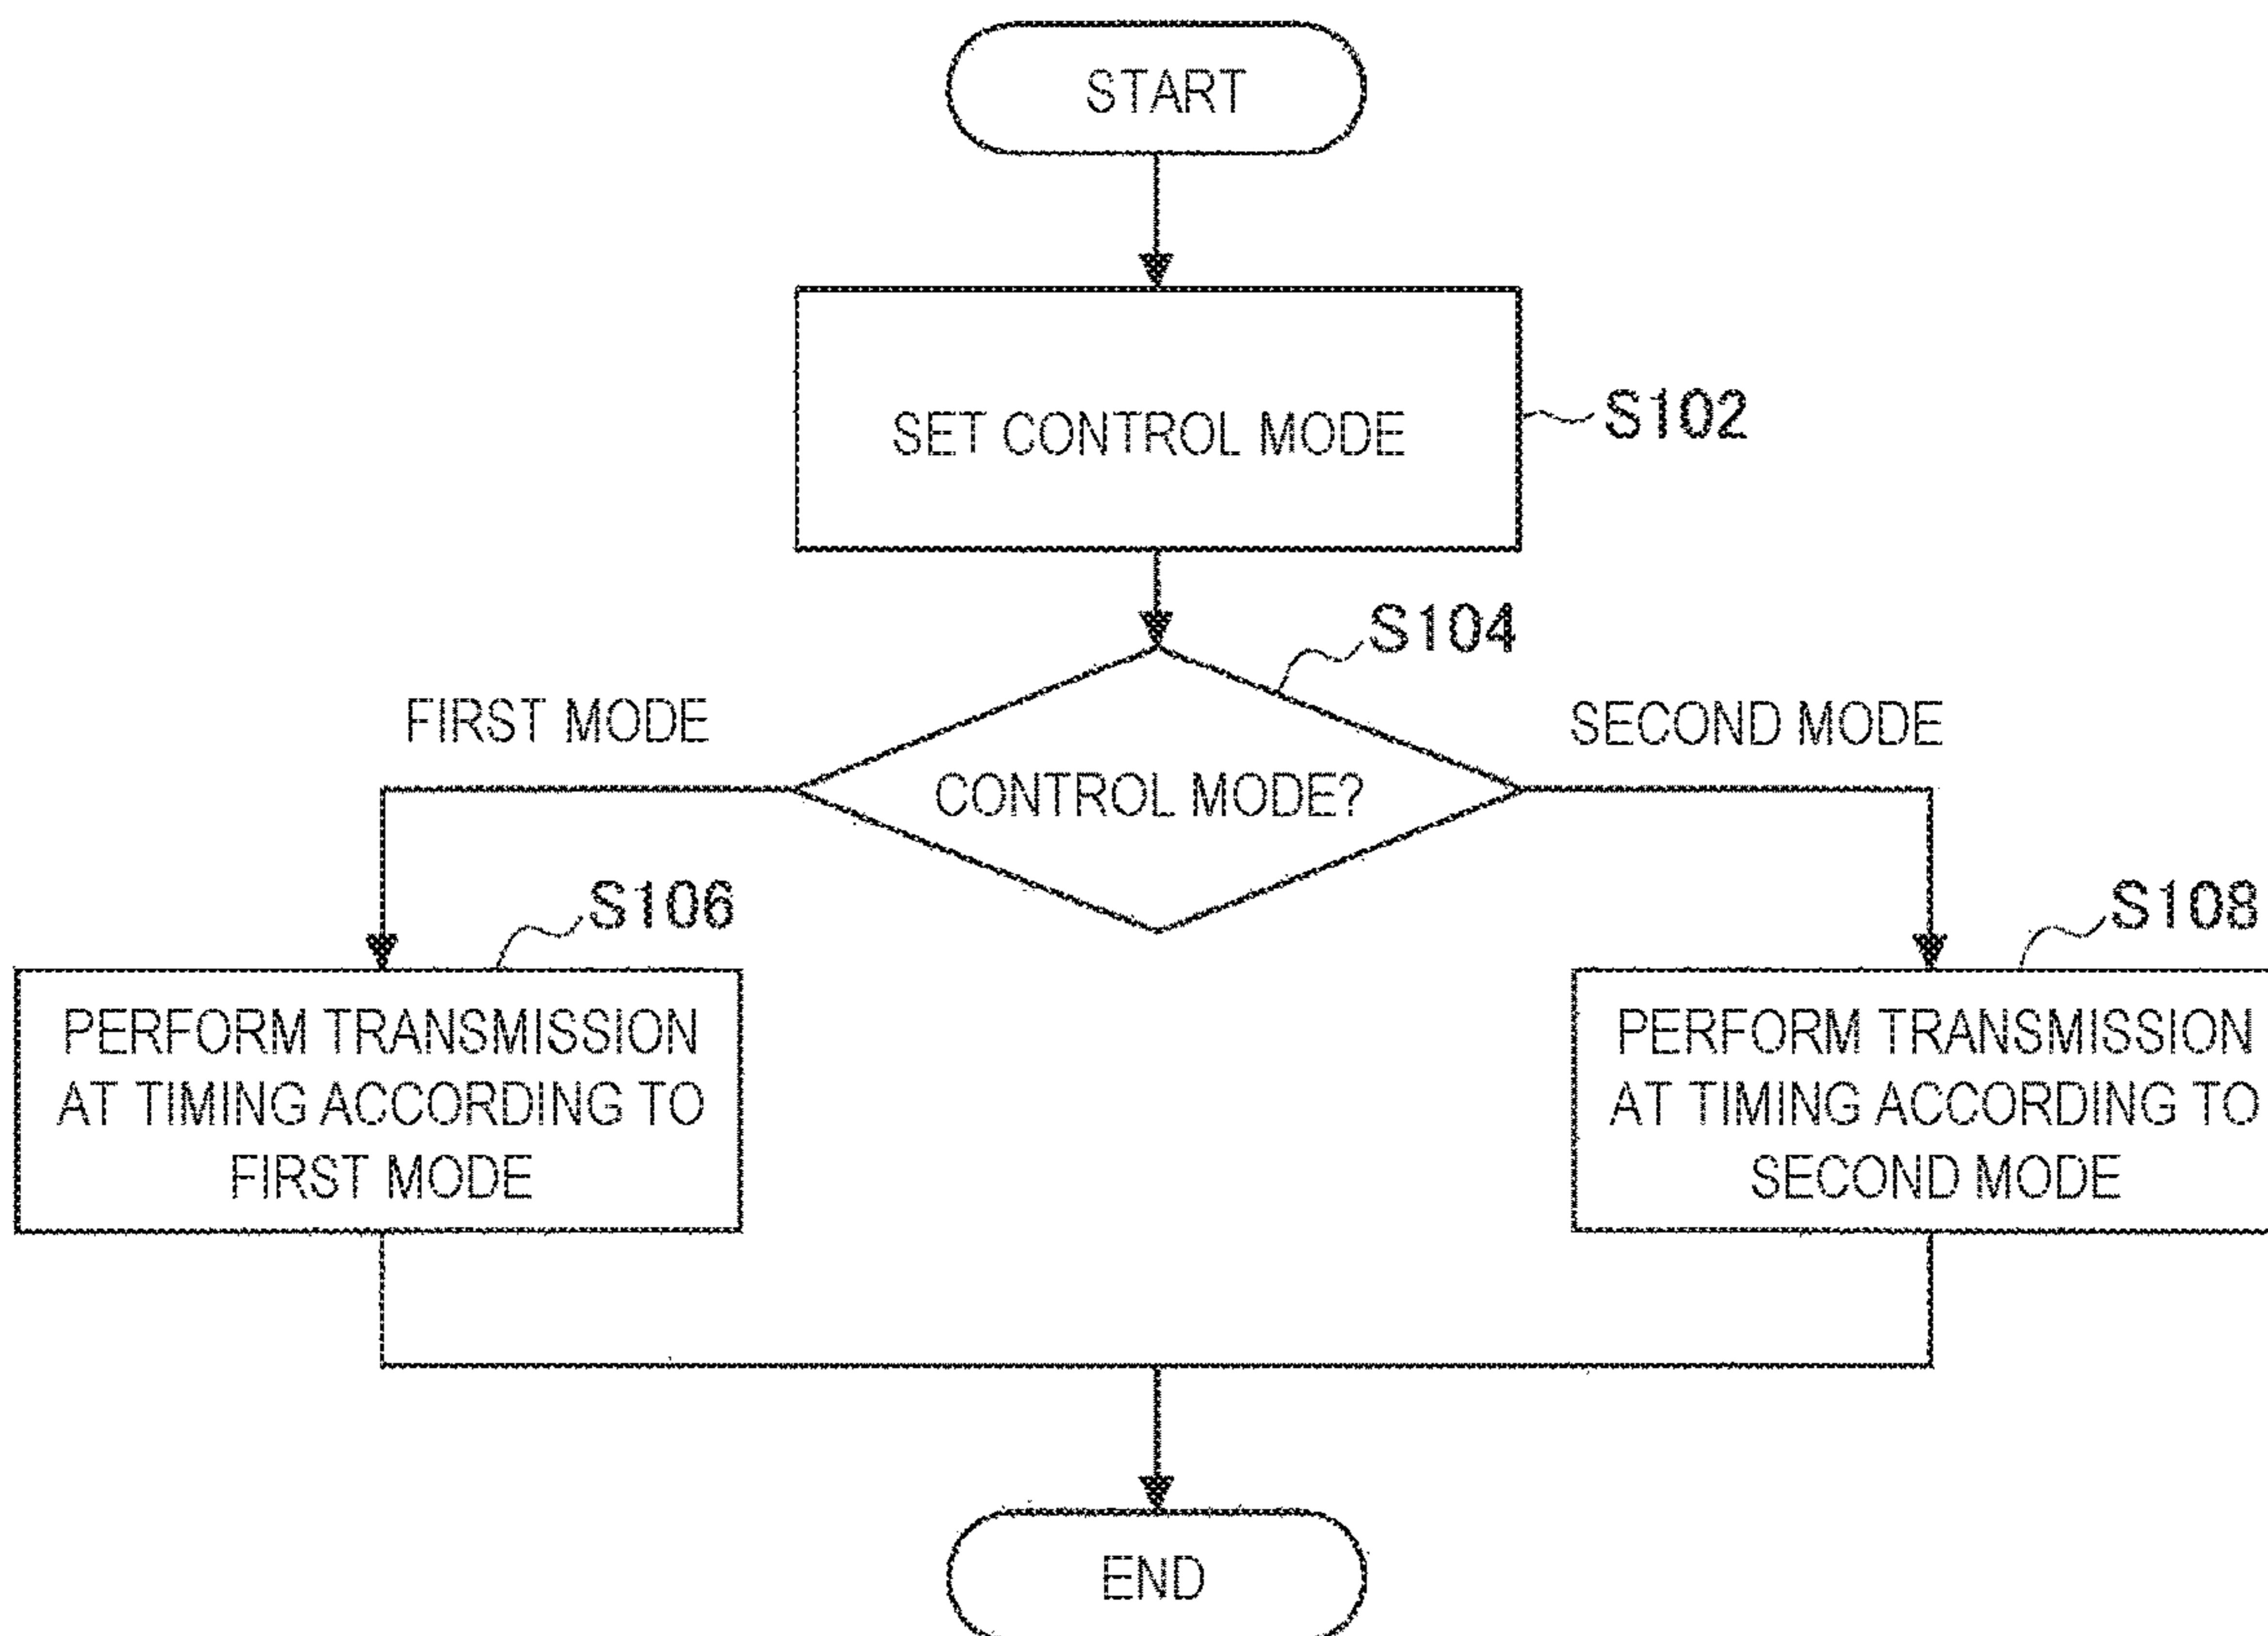 START
SET CONTROL MODE
S102
S104
FIRST MODE
SECOND MODE
CONTROL MODE?
S106
S108
PERFORM TRANSMISSION
AT TIMING ACCORDING TO
FIRST MODE
PERFORM TRANSMISSION
AT TIMING ACCORDING TO
SECOND MODE
END